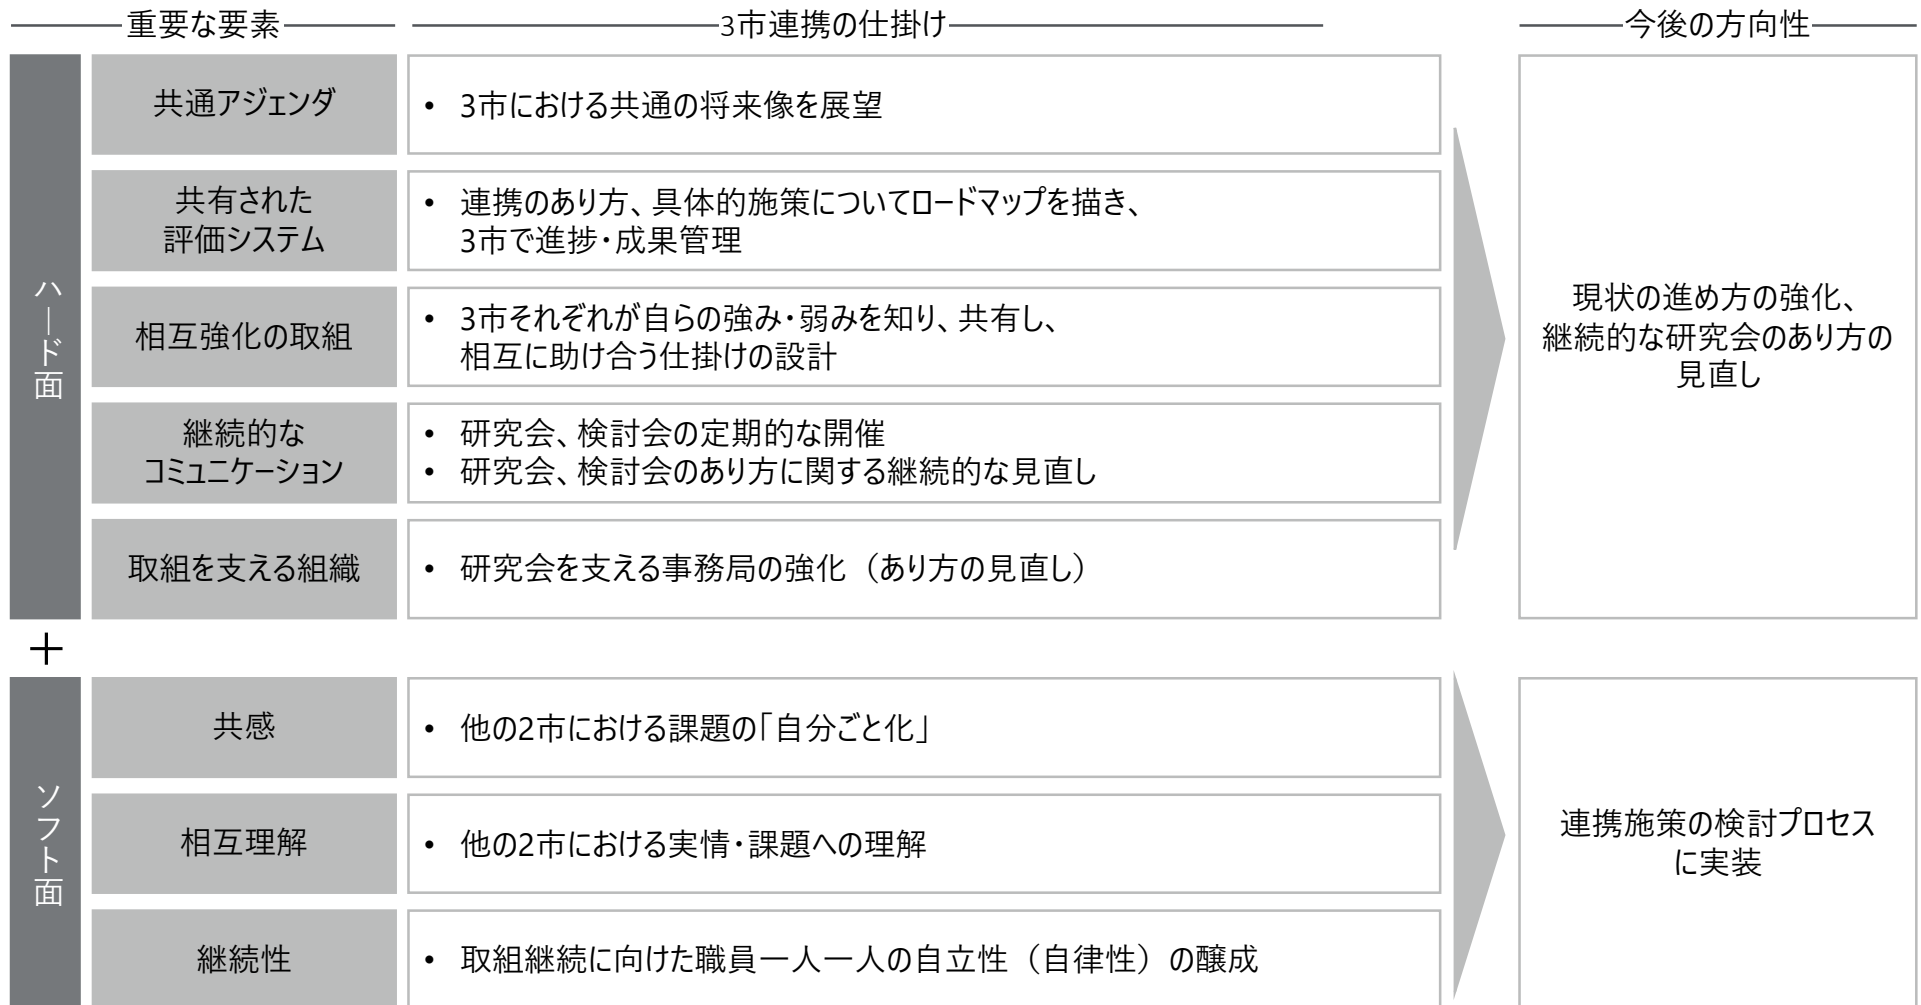 重要な要素
3市連携の仕掛け
今後の方向性
ハード面
共通アジェンダ
• 3市における共通の将来像を展望
共有された
評価システム
• 連携のあり方、具体的施策についてロードマップを描き、
3市で進捗・成果管理
相互強化の取組
• 3市それぞれが自らの強み・弱みを知り、共有し、
相互に助け合う仕掛けの設計
継続的な
コミュニケーション
• 研究会、検討会の定期的な開催
• 研究会、検討会のあり方に関する継続的な見直し
取組を支える組織
• 研究会を支える事務局の強化（あり方の見直し）
現状の進め方の強化、
継続的な研究会のあり方の
見直し
＋
ソフト面
共感
• 他の2市における課題の「自分ごと化」
相互理解
• 他の2市における実情・課題への理解
継続性
• 取組継続に向けた職員一人一人の自立性（自律性）の醸成
連携施策の検討プロセス
に実装